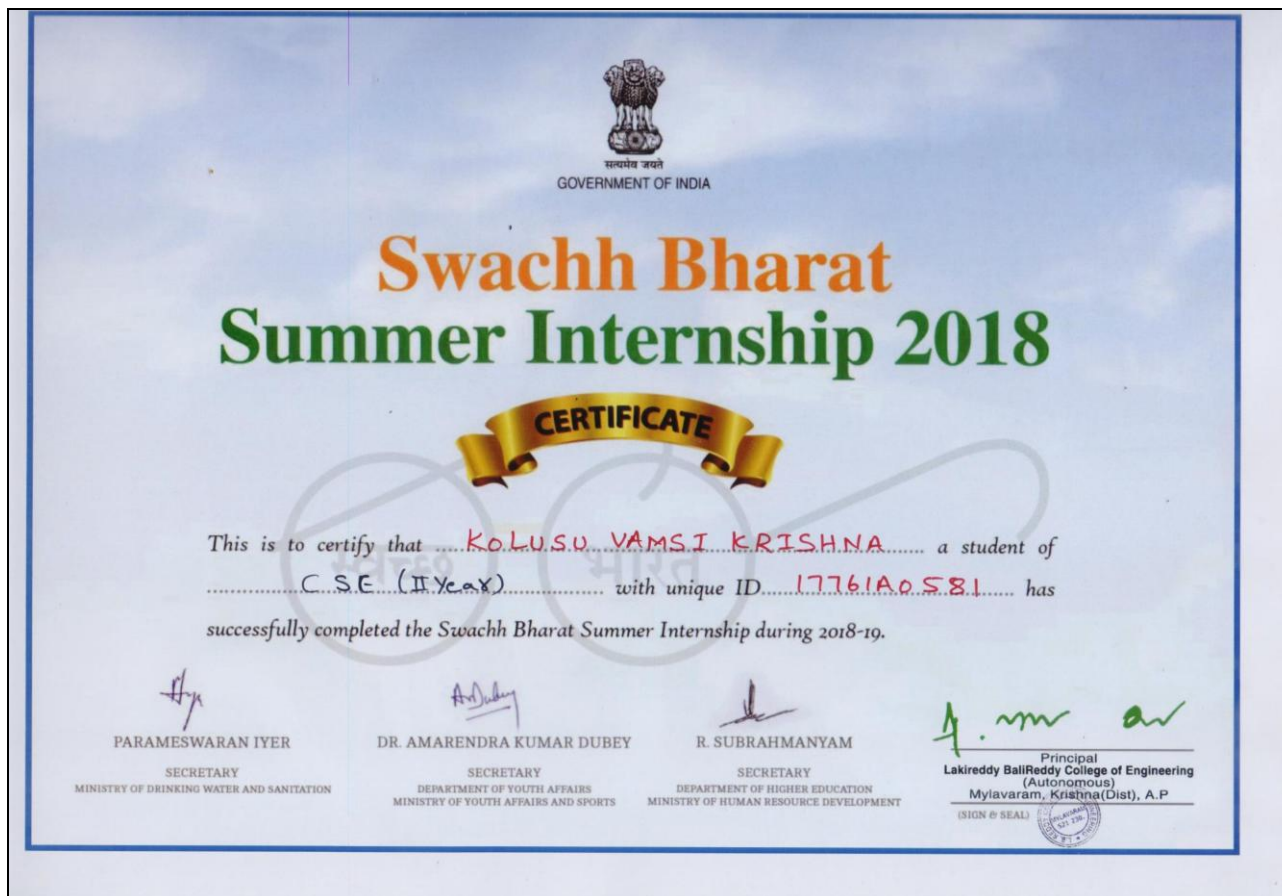 सत्यमेव जयते
GOVERNMENT OF INDIA
Swachh Bharat
Summer Internship 2018
CERTIFICATE
स्वच्छ भारत
This is to certify that KOLUSU VAMSI KRISHNA a student of
CSE (II Year) with unique ID 17761A0581 has
successfully completed the Swachh Bharat Summer Internship during 2018-19.
PARAMESWARAN IYER
SECRETARY
MINISTRY OF DRINKING WATER AND SANITATION
DR. AMARENDRA KUMAR DUBEY
SECRETARY
DEPARTMENT OF YOUTH AFFAIRS
MINISTRY OF YOUTH AFFAIRS AND SPORTS
R. SUBRAHMANYAM
SECRETARY
DEPARTMENT OF HIGHER EDUCATION
MINISTRY OF HUMAN RESOURCE DEVELOPMENT
Principal
Lakireddy BaliReddy College of Engineering
(Autonomous)
Mylavaram, Krishna(Dist), A.P
(SIGN & SEAL)